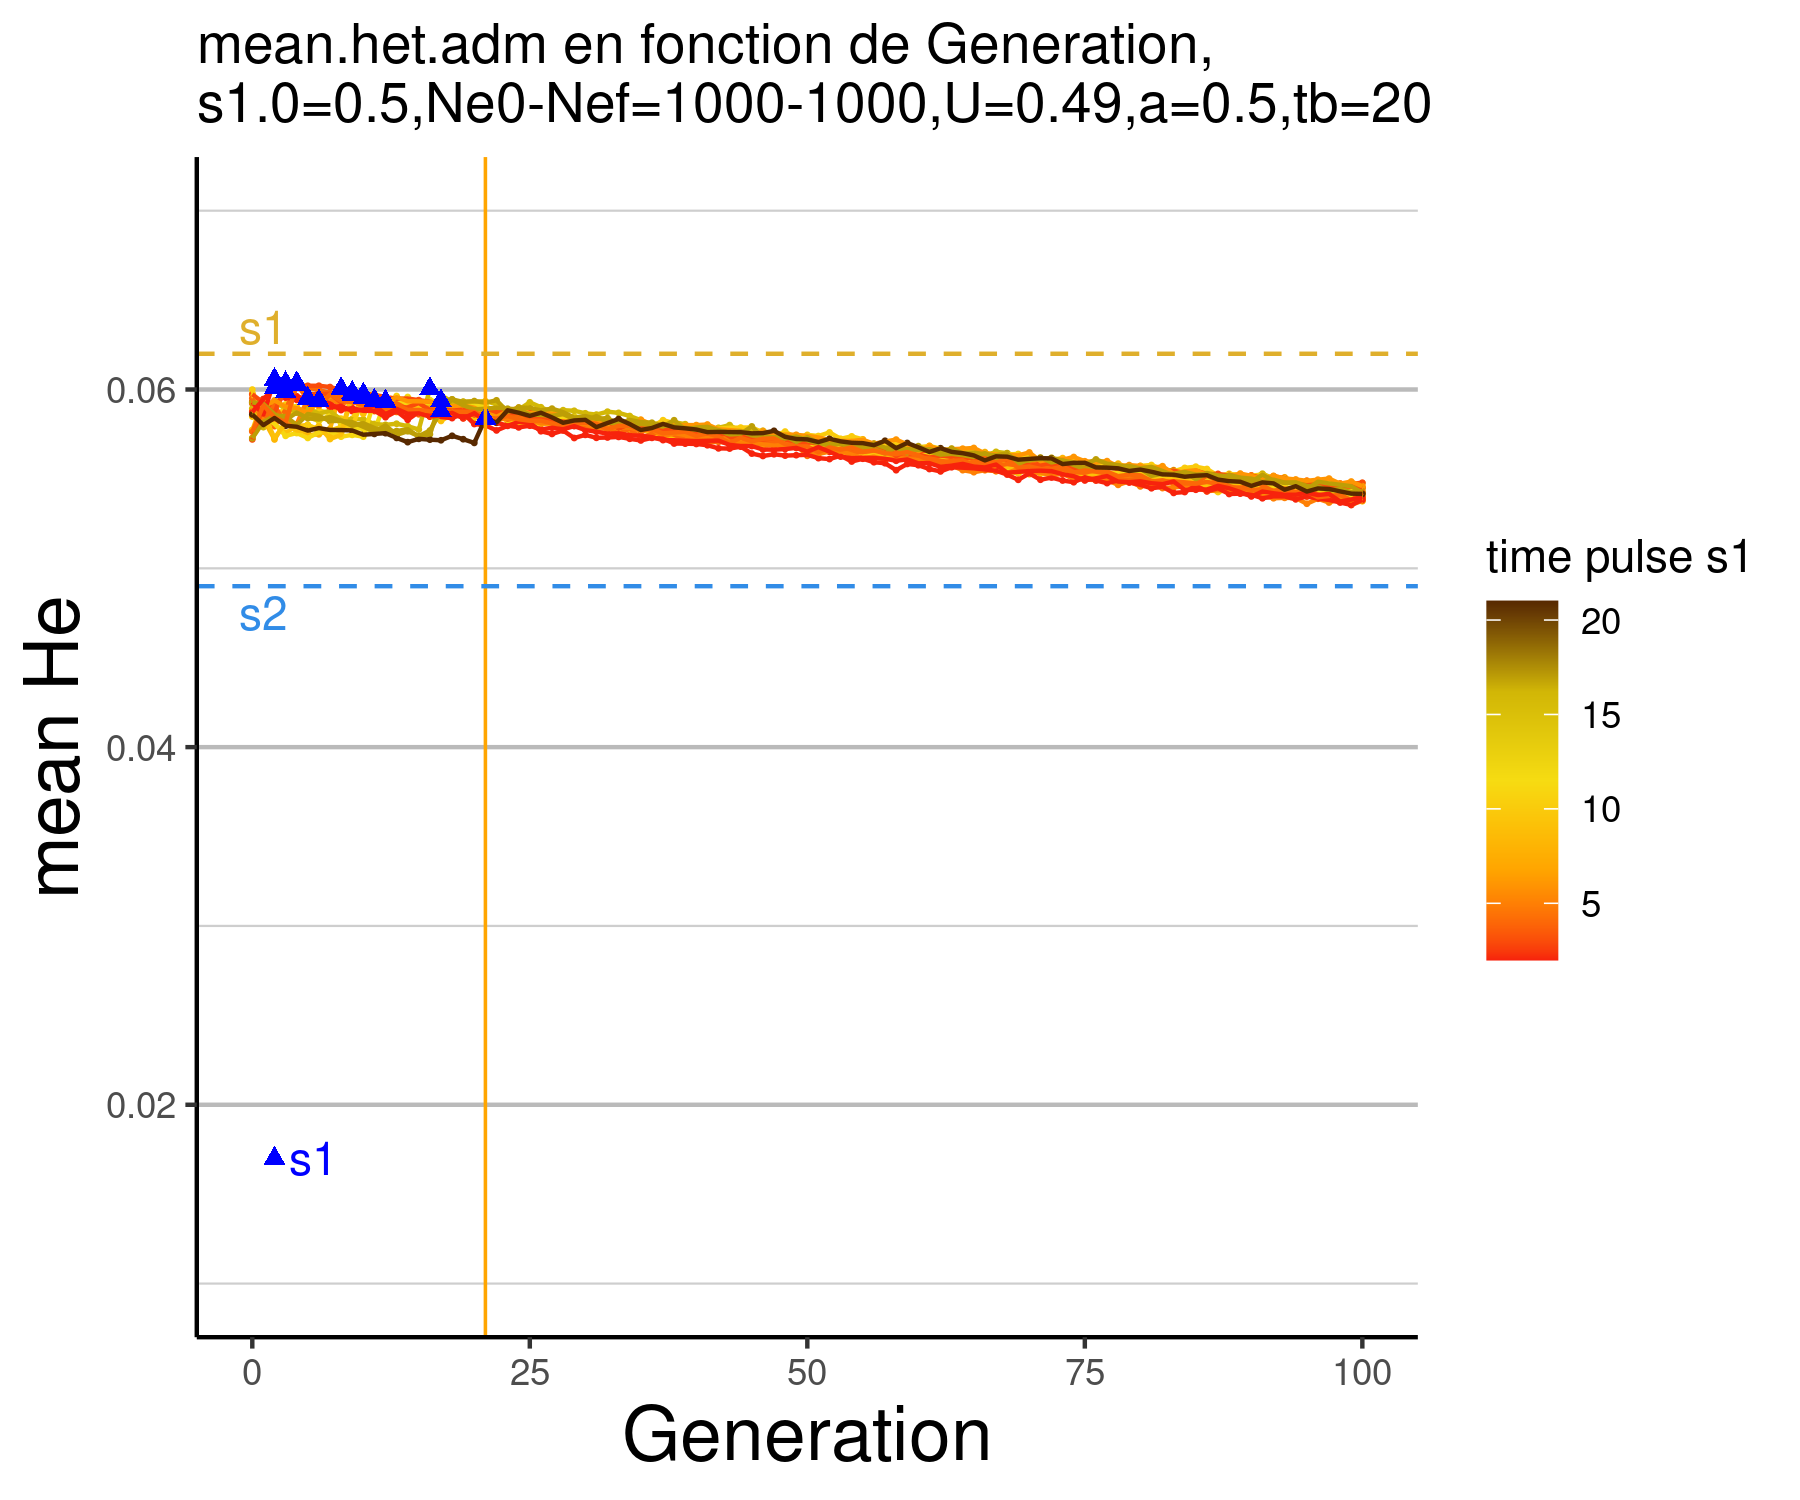 mean.het.adm en fonction de Generation,
s1.0=0.5,Ne0-Nef=1000-1000,U=0.49,a=0.5,tb=20
s1
0.06
s2
0.04
0.02
s1
mean He
0 25 50 75 100
Generation
time pulse s1
20
15
10
5